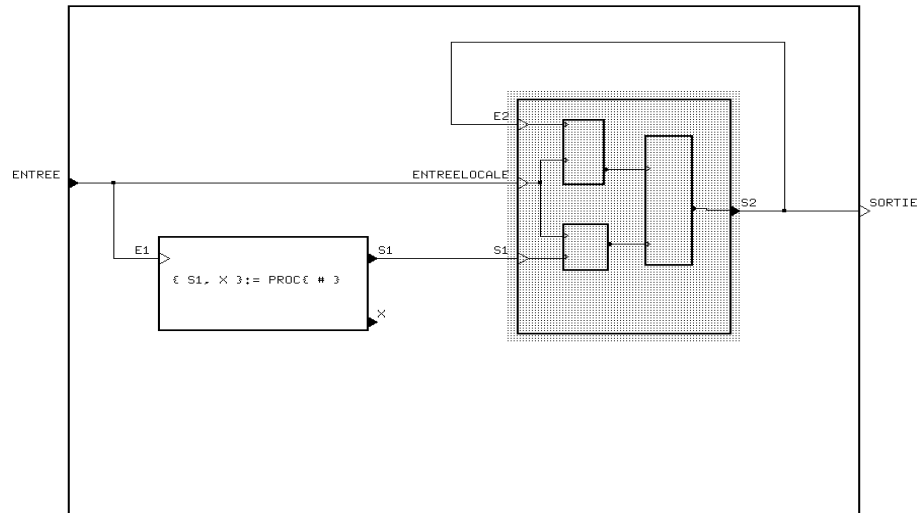 E2
ENTREE
ENTREELOCALE
S2
SORTIE
E1
S1
S1
{ S1, X }:= PROC{ # }
X